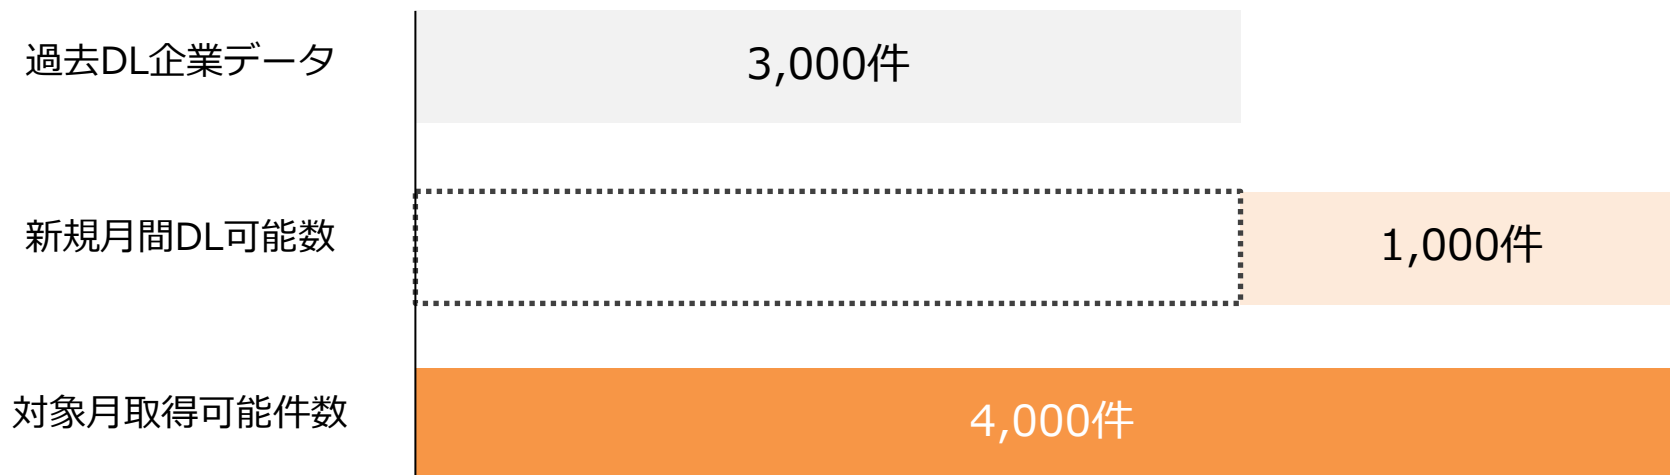 過去DL企業データ
3,000件
新規月間DL可能数
1,000件
対象月取得可能件数
4,000件